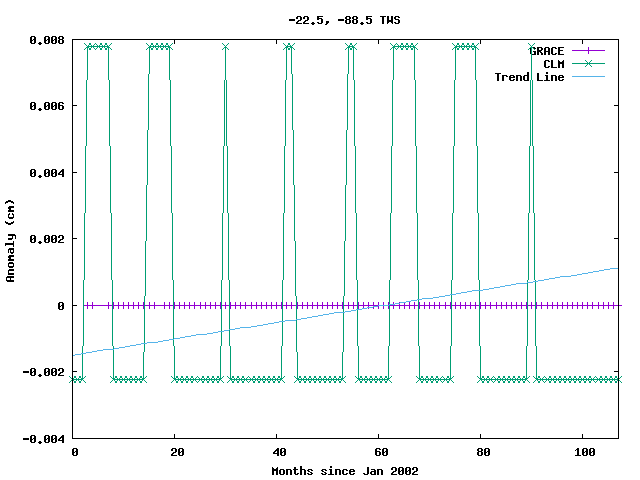 -22.5, -88.5 TWS
GRACE
CLM
Trend Line
0.008
0.006
0.004
0.002
0
-0.002
-0.004
Anomaly (cm)
0 20 40 60 80 100
Months since Jan 2002